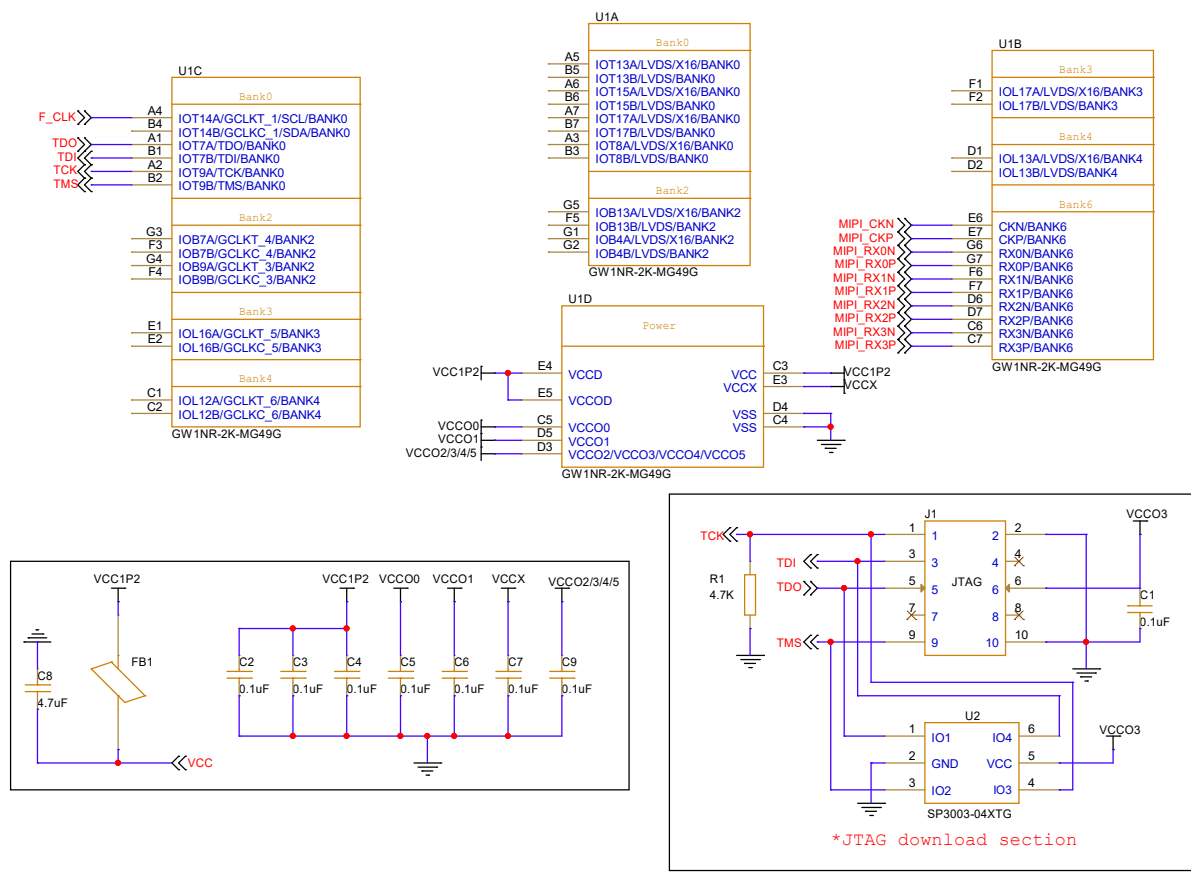 U1C
Bank0
F_CLK
A4
IOT14A/GCLKT_1/SCL/BANK0
B4
IOT14B/GCLKC_1/SDA/BANK0
TDO
A1
IOT7A/TDO/BANK0
TDI
B1
IOT7B/TDI/BANK0
TCK
A2
IOT9A/TCK/BANK0
TMS
B2
IOT9B/TMS/BANK0
Bank2
G3
IOB7A/GCLKT_4/BANK2
F3
IOB7B/GCLKC_4/BANK2
G4
IOB9A/GCLKT_3/BANK2
F4
IOB9B/GCLKC_3/BANK2
Bank3
E1
IOL16A/GCLKT_5/BANK3
E2
IOL16B/GCLKC_5/BANK3
Bank4
C1
IOL12A/GCLKT_6/BANK4
C2
IOL12B/GCLKC_6/BANK4
GW1NR-2K-MG49G
U1A
Bank0
A5
IOT13A/LVDS/X16/BANK0
B5
IOT13B/LVDS/BANK0
A6
IOT15A/LVDS/X16/BANK0
B6
IOT15B/LVDS/BANK0
A7
IOT17A/LVDS/X16/BANK0
B7
IOT17B/LVDS/BANK0
A3
IOT8A/LVDS/X16/BANK0
B3
IOT8B/LVDS/BANK0
Bank2
G5
IOB13A/LVDS/X16/BANK2
F5
IOB13B/LVDS/BANK2
G1
IOB4A/LVDS/X16/BANK2
G2
IOB4B/LVDS/BANK2
GW1NR-2K-MG49G
U1B
Bank3
F1
IOL17A/LVDS/X16/BANK3
F2
IOL17B/LVDS/BANK3
Bank4
D1
IOL13A/LVDS/X16/BANK4
D2
IOL13B/LVDS/BANK4
Bank6
MIPI_CKN
E6
CKN/BANK6
MIPI_CKP
E7
CKP/BANK6
MIPI_RX0N
G6
RX0N/BANK6
MIPI_RX0P
G7
RX0P/BANK6
MIPI_RX1N
F6
RX1N/BANK6
MIPI_RX1P
F7
RX1P/BANK6
MIPI_RX2N
D6
RX2N/BANK6
MIPI_RX2P
D7
RX2P/BANK6
MIPI_RX3N
C6
RX3N/BANK6
MIPI_RX3P
C7
RX3P/BANK6
GW1NR-2K-MG49G
U1D
Power
VCC1P2
E4
VCCD
E5
VCCOD
VCCO0
C5
VCCO0
VCCO1
D5
VCCO1
VCCO2/3/4/5
D3
VCCO2/VCCO3/VCCO4/VCCO5
VCC
C3
VCC1P2
VCCX
E3
VCCX
VSS
D4
VSS
C4
GW1NR-2K-MG49G
VCC1P2
C8
4.7uF
FB1
VCC
VCC1P2
VCCO0
VCCO1
VCCX
VCCO2/3/4/5
C2
0.1uF
C3
0.1uF
C4
0.1uF
C5
0.1uF
C6
0.1uF
C7
0.1uF
C9
0.1uF
J1
VCCO3
TCK
1
1
2
2
TDI
3
3
4
4
R1
4.7K
TDO
5
5
JTAG
6
6
C1
0.1uF
7
7
8
8
TMS
9
9
10
10
U2
VCCO3
1
IO1
IO4
6
2
GND
VCC
5
3
IO2
IO3
4
SP3003-04XTG
*JTAG download section